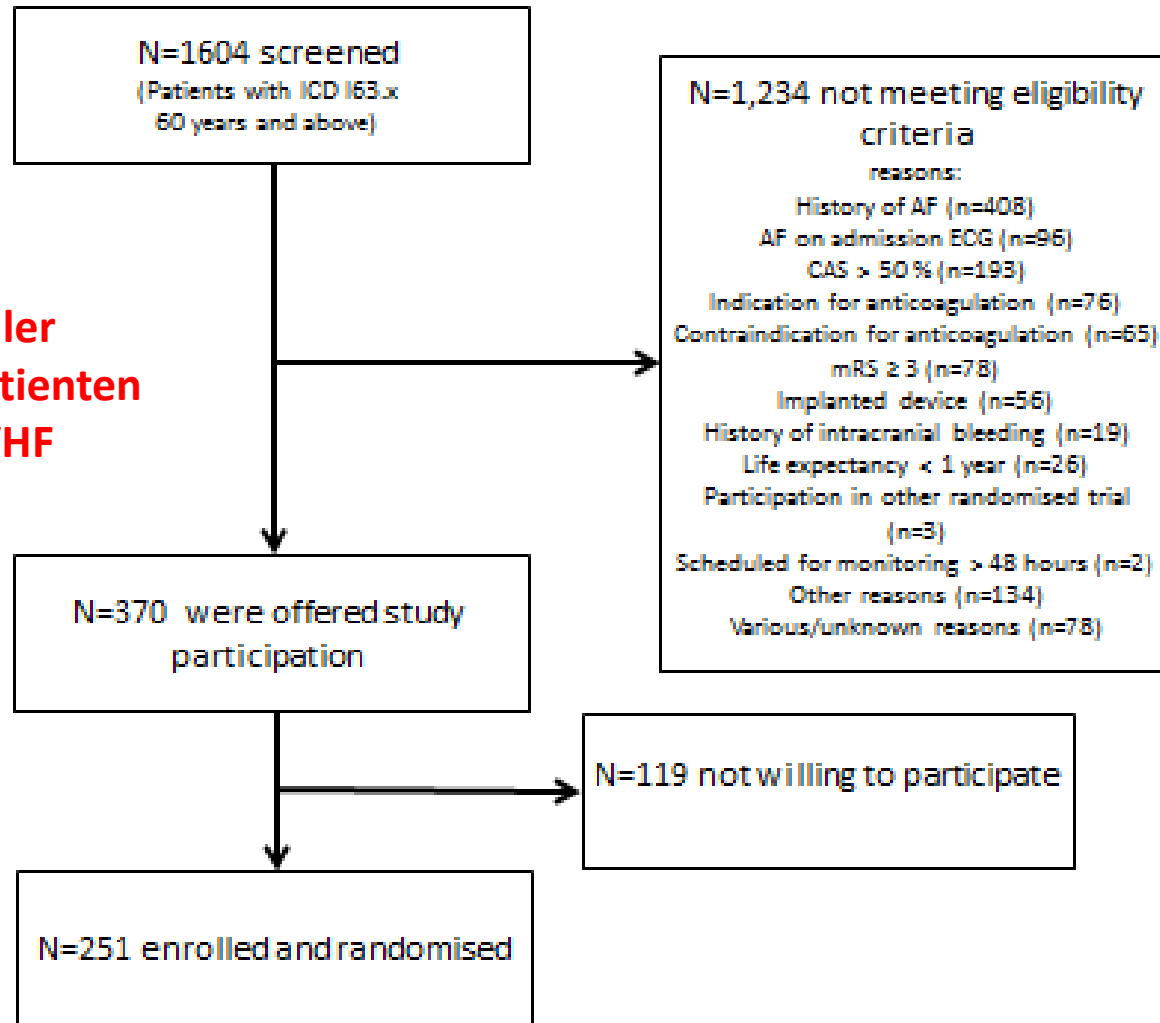 N=1604 screened
(Patients with ICD I63.x
60 years and above)
N=1,234 not meeting eligibility
criteria
reasons:
History of AF (n=408)
AF on admission ECG (n=96)
CAS > 50 % (n=193)
Indication for anticoagulation (n=76)
Contraindication for anticoagulation (n=65)
mRS ≥ 3 (n=78)
Implanted device (n=56)
History of intracranial bleeding (n=19)
Life expectancy < 1 year (n=26)
Participation in other randomised trial
(n=3)
Scheduled for monitoring > 48 hours (n=2)
Other reasons (n=134)
Various/unknown reasons (n=78)
ler
tienten
HF
N=370 were offered study
participation
N=119 not willing to participate
N=251 enrolled and randomised